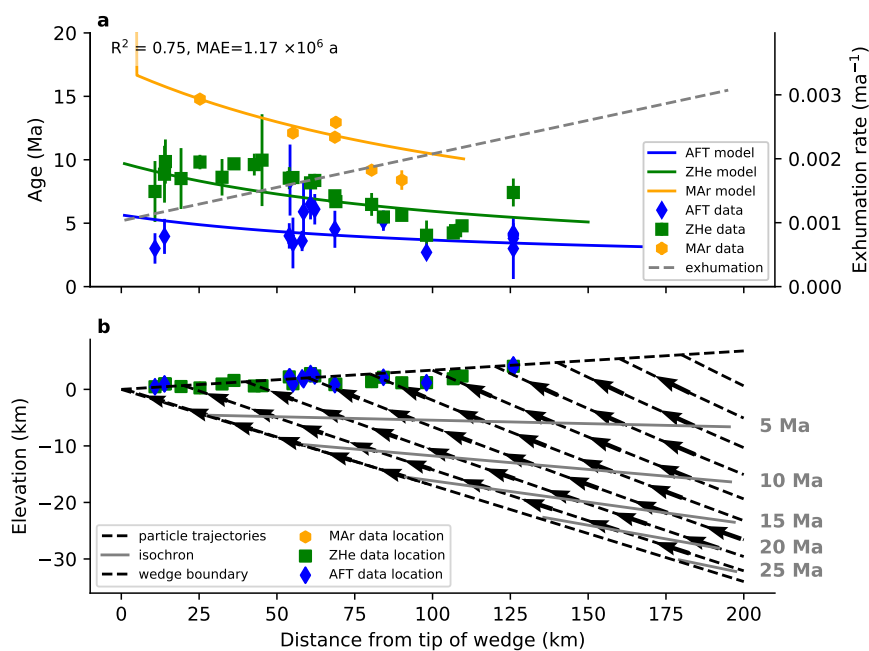 a
R² = 0.75, MAE=1.17 ×10⁶ a
20
15
10
5
0
Age (Ma)
0.003
0.002
0.001
0.000
Exhumation rate (ma⁻¹)
AFT model
ZHe model
MAr model
AFT data
ZHe data
MAr data
exhumation
b
0
−10
−20
−30
Elevation (km)
5 Ma
10 Ma
15 Ma
20 Ma
25 Ma
particle trajectories
isochron
wedge boundary
MAr data location
ZHe data location
AFT data location
0 25 50 75 100 125 150 175 200
Distance from tip of wedge (km)